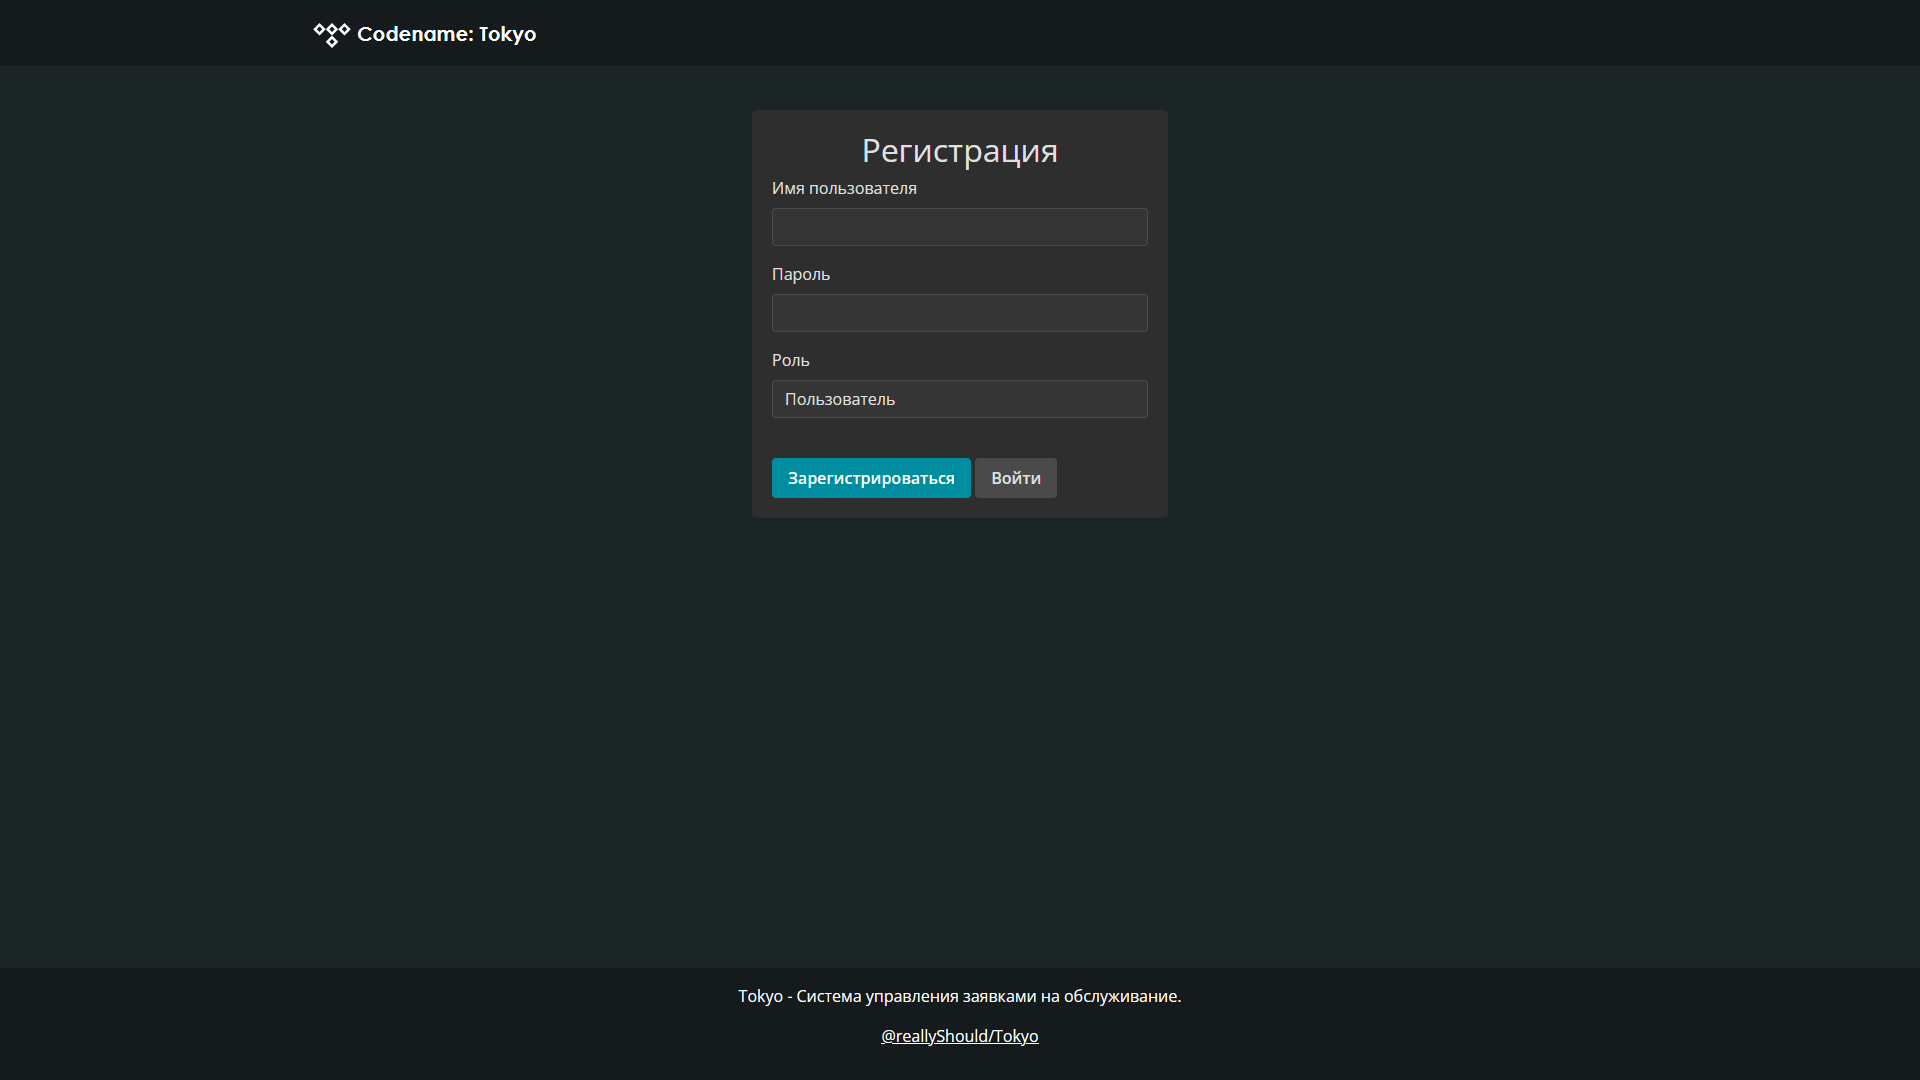 Codename: Tokyo
Регистрация
Имя пользователя
Пароль
Роль
Пользователь
Зарегистрироваться Войти
Tokyo - Система управления заявками на обслуживание.
@reallyShould/Tokyo